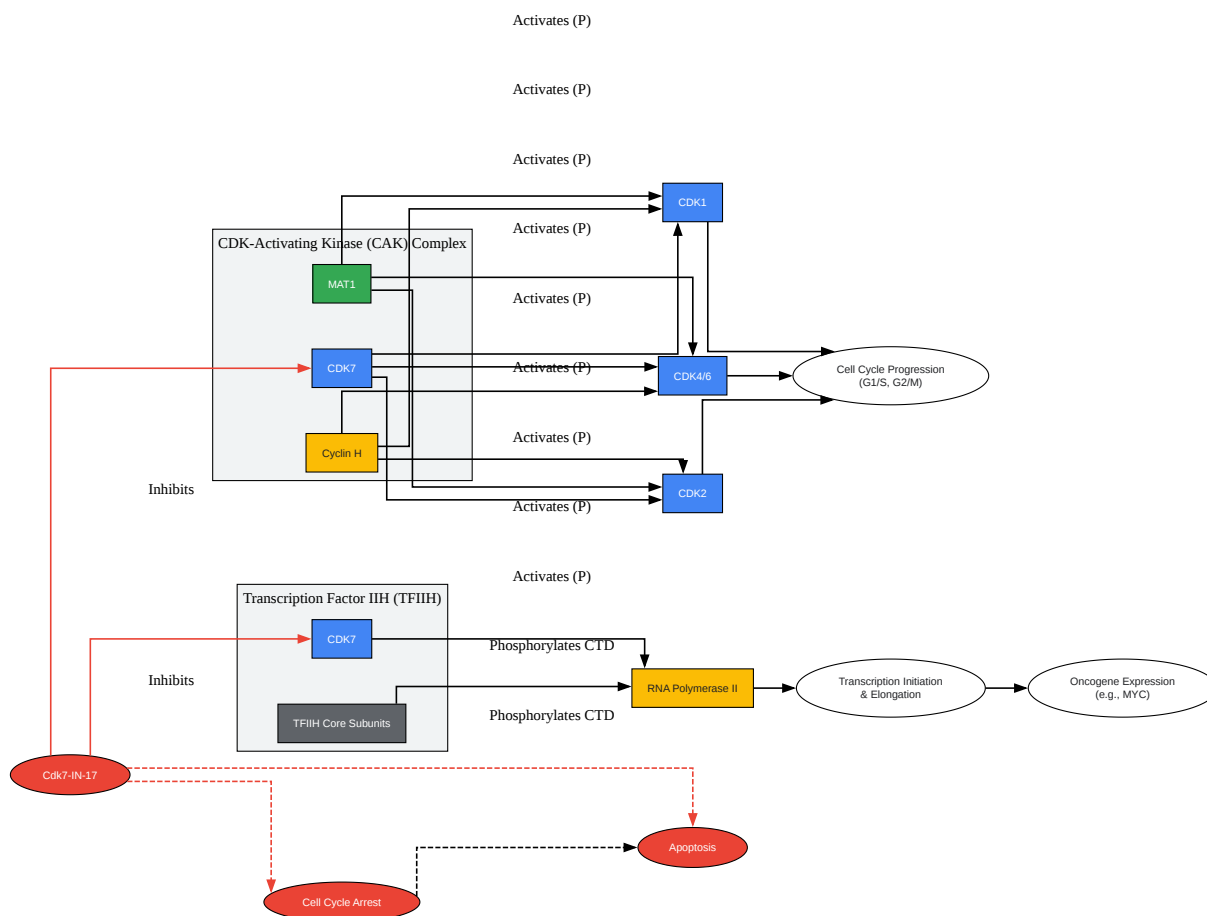 Activates (P)
Activates (P)
Activates (P)
CDK1
Activates (P)
CDK-Activating Kinase (CAK) Complex
MAT1
Activates (P)
CDK7
Activates (P)
CDK4/6
Cell Cycle Progression
(G1/S, G2/M)
Activates (P)
Cyclin H
Inhibits
CDK2
Activates (P)
Activates (P)
Transcription Factor IIH (TFIIH)
CDK7
Phosphorylates CTD
Inhibits
RNA Polymerase II
Transcription Initiation
& Elongation
Oncogene Expression
(e.g., MYC)
Phosphorylates CTD
TFIIH Core Subunits
Cdk7-IN-17
Apoptosis
Cell Cycle Arrest